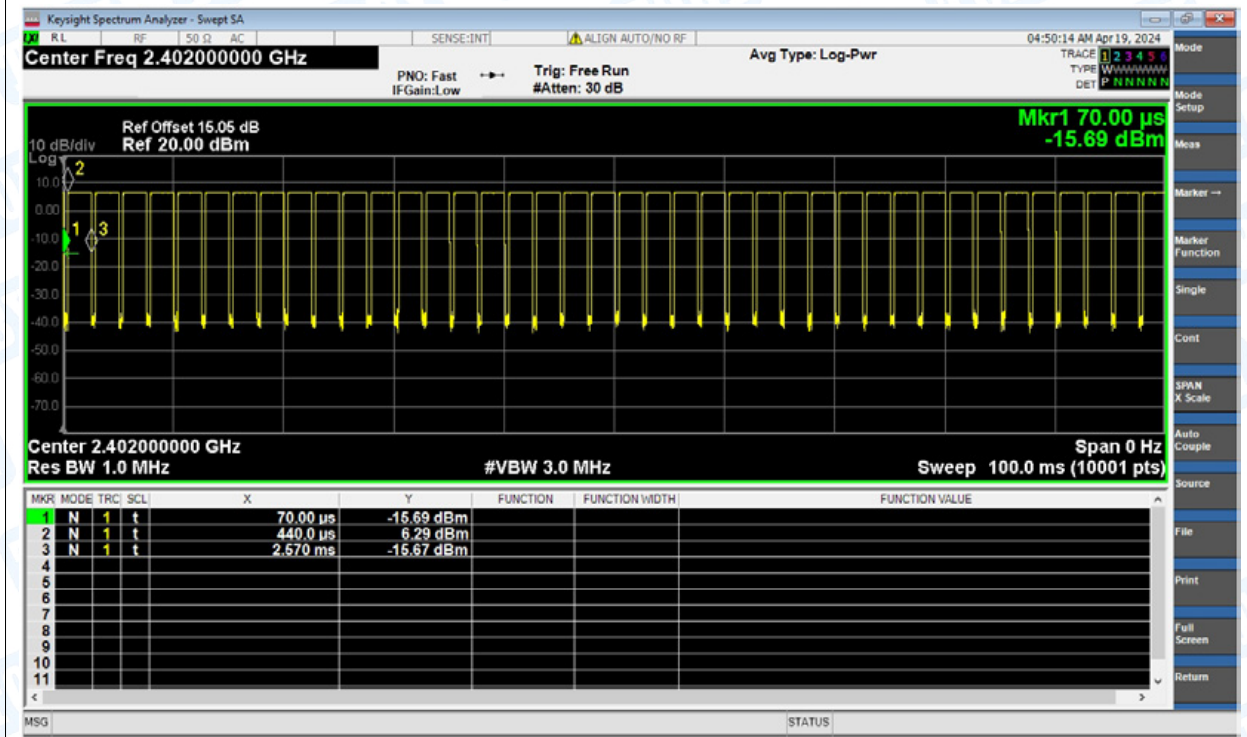 Keysight Spectrum Analyzer - Swept SA
RL RF 50 Ω AC SENSE:INT ALIGN AUTO/NO RF 04:50:14 AM Apr 19, 2024
Center Freq 2.402000000 GHz
PNO: Fast
IFGain:Low
Trig: Free Run
#Atten: 30 dB
Avg Type: Log-Pwr
TRACE 1 2 3 4 5 6
TYPE WWWWWW
DET P N N N N N
Mkr1 70.00 µs
-15.69 dBm
Ref Offset 15.05 dB
10 dB/div Ref 20.00 dBm
Log
10.0
0.00
-10.0
-20.0
-30.0
-40.0
-50.0
-60.0
-70.0
2
1
3
Center 2.402000000 GHz Span 0 Hz
Res BW 1.0 MHz #VBW 3.0 MHz Sweep 100.0 ms (10001 pts)
MKR MODE TRC SCL X Y FUNCTION FUNCTION WIDTH FUNCTION VALUE
1 N 1 t 70.00 µs -15.69 dBm
2 N 1 t 440.0 µs 6.29 dBm
3 N 1 t 2.570 ms -15.67 dBm
4
5
6
7
8
9
10
11
MSG STATUS
Mode
Mode
Setup
Meas
Marker →
Marker
Function
Single
Cont
SPAN
X Scale
Auto
Couple
Source
File
Print
Full
Screen
Return